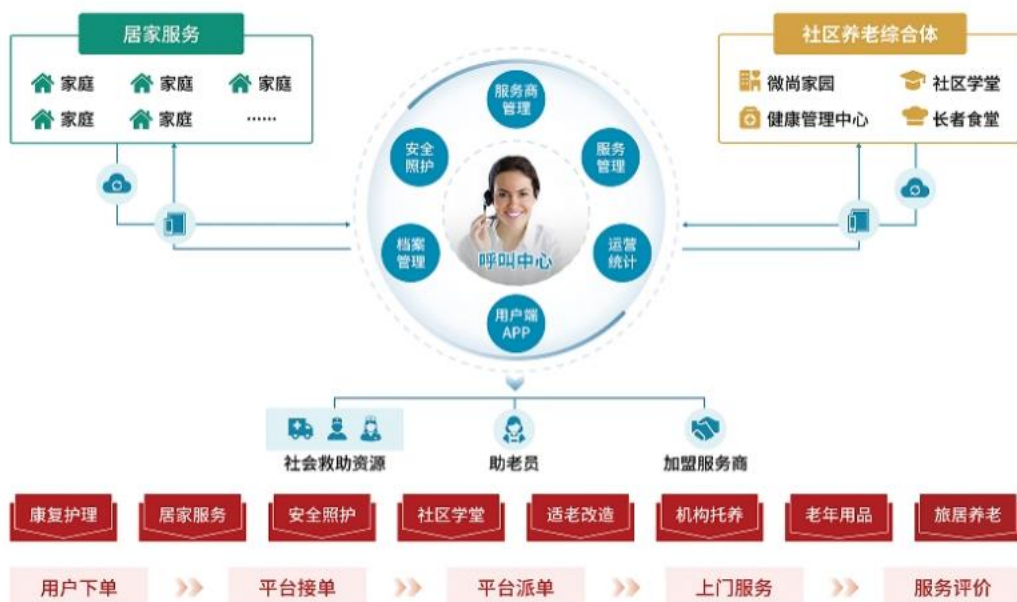 居家服务
家庭 家庭 家庭
家庭 家庭 ……
社区养老综合体
微尚家园 社区学堂
健康管理中心 长者食堂
服务商
管理
安全
照护
服务
管理
档案
管理
呼叫中心
运营
统计
用户端
APP
社会救助资源 助老员 加盟服务商
康复护理 居家服务 安全照护 社区学堂 适老改造 机构托养 老年用品 旅居养老
用户下单 平台接单 平台派单 上门服务 服务评价